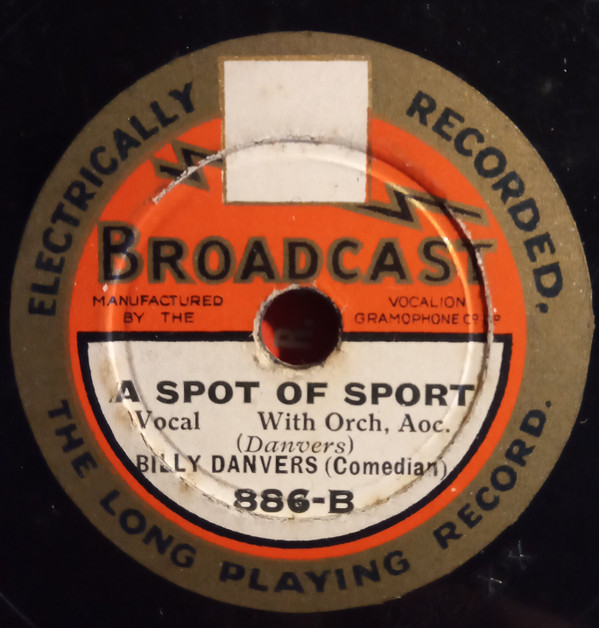 ELECTRICALLY RECORDED.
BROADCAST
MANUFACTURED
BY THE
VOCALION
GRAMOPHONE CO
A SPOT OF SPORT
Vocal With Orch, Aoc.
(Danvers)
BILLY DANVERS (Comedian)
886-B
THE LONG PLAYING RECORD.